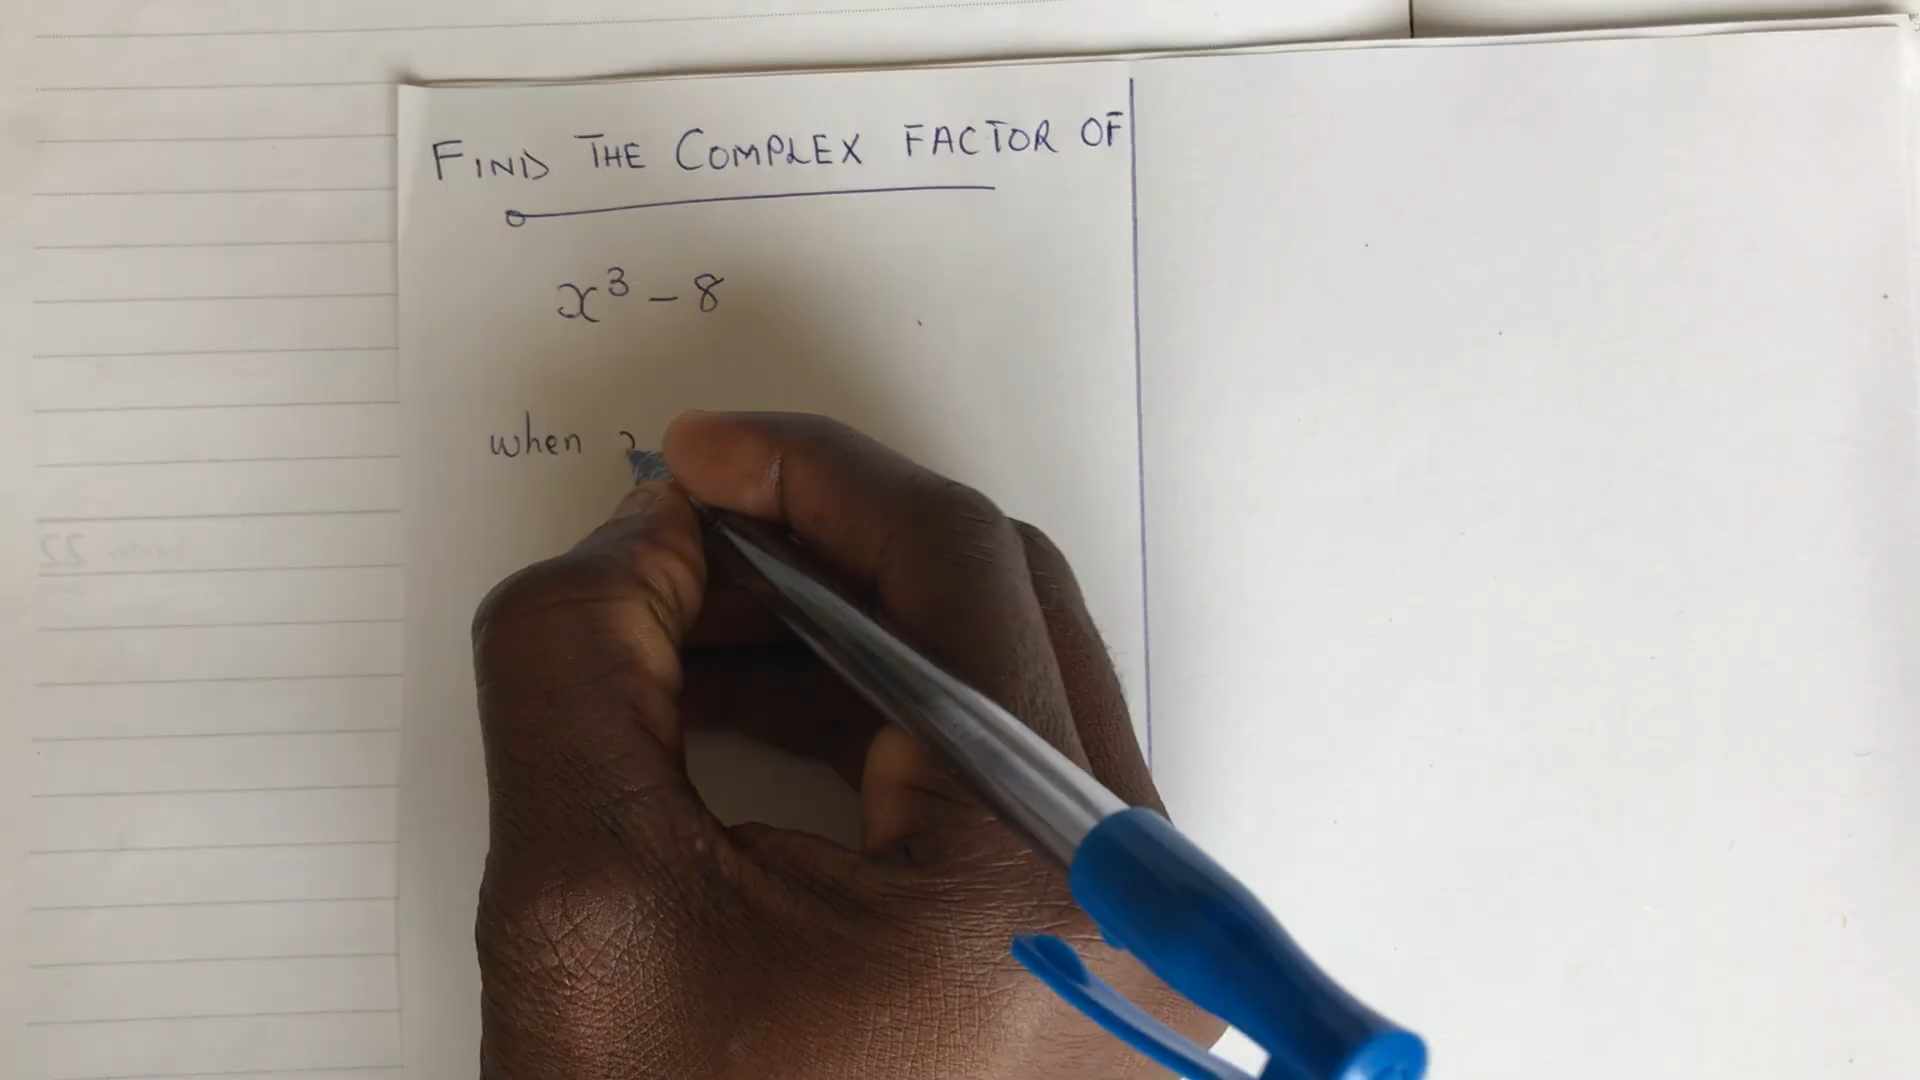 FIND THE COMPLEX FACTOR OF
x³ - 8
when